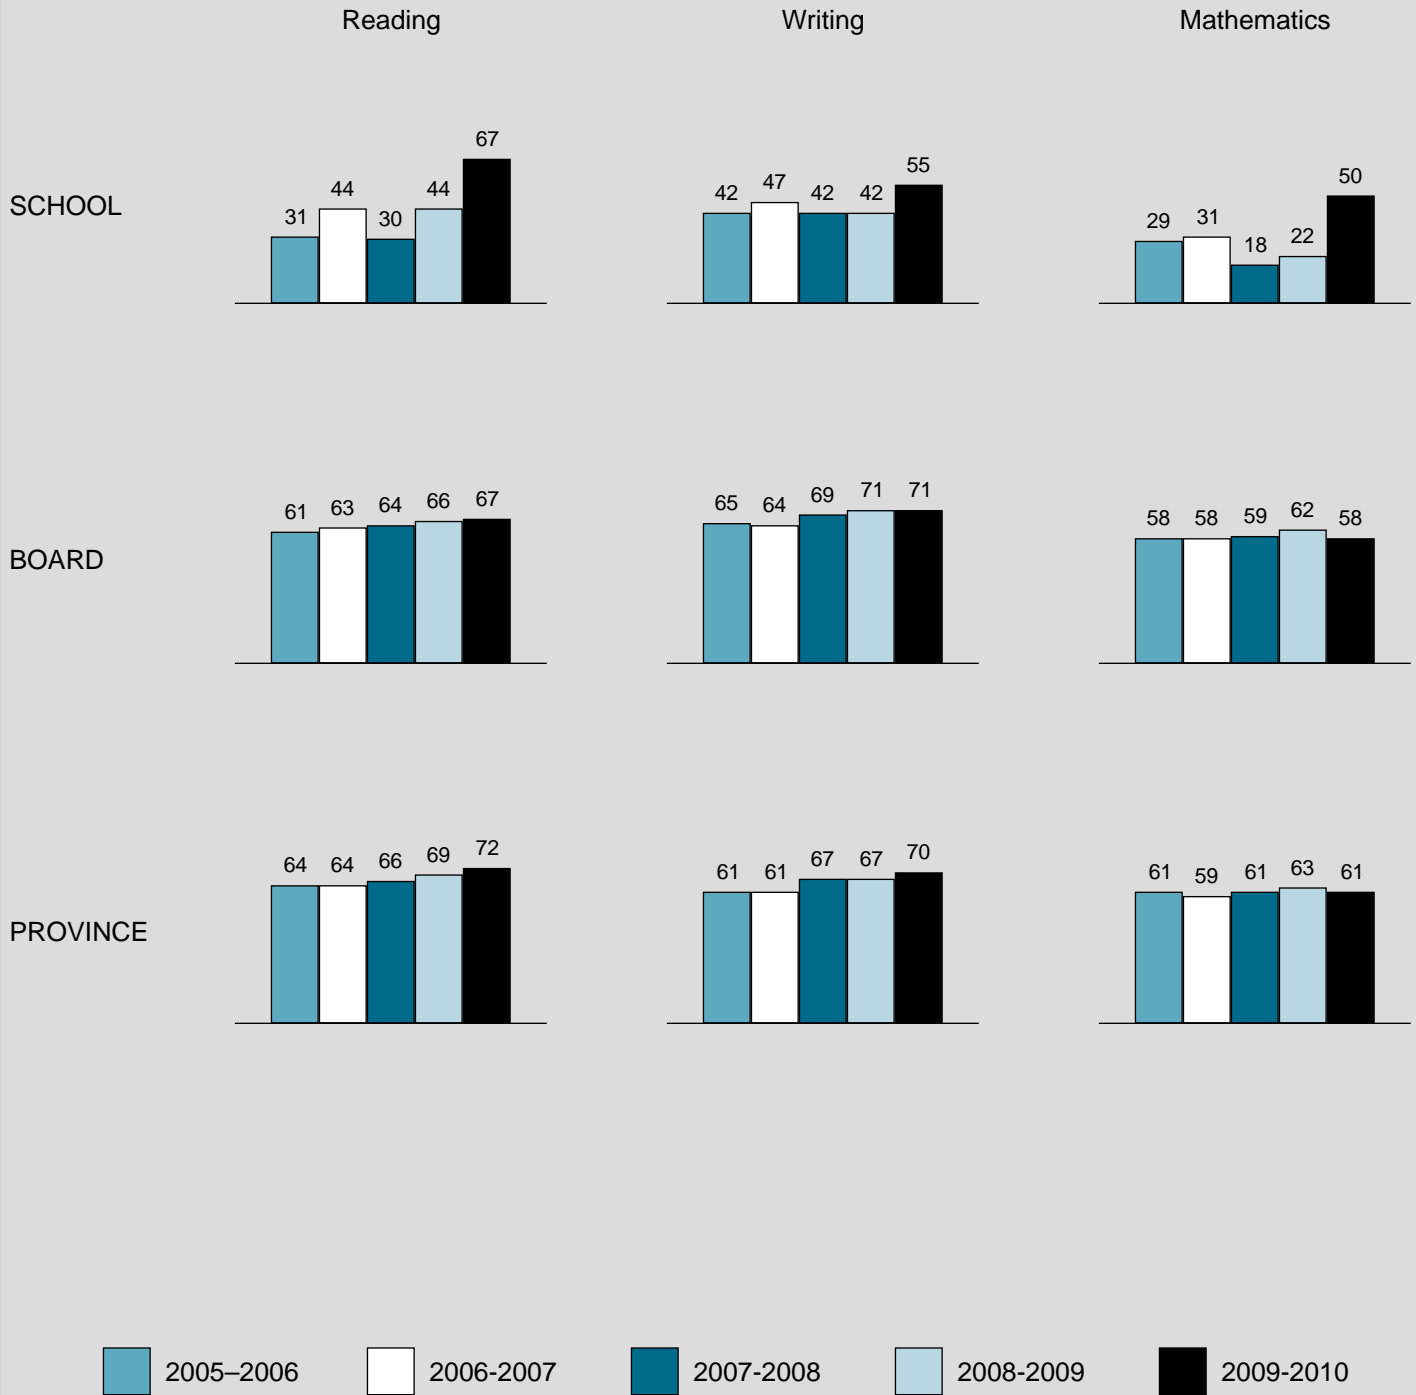 Reading Writing Mathematics
SCHOOL
31 44 30 44 67
42 47 42 42 55
29 31 18 22 50
BOARD
61 63 64 66 67
65 64 69 71 71
58 58 59 62 58
PROVINCE
64 64 66 69 72
61 61 67 67 70
61 59 61 63 61
2005–2006 2006-2007 2007-2008 2008-2009 2009-2010